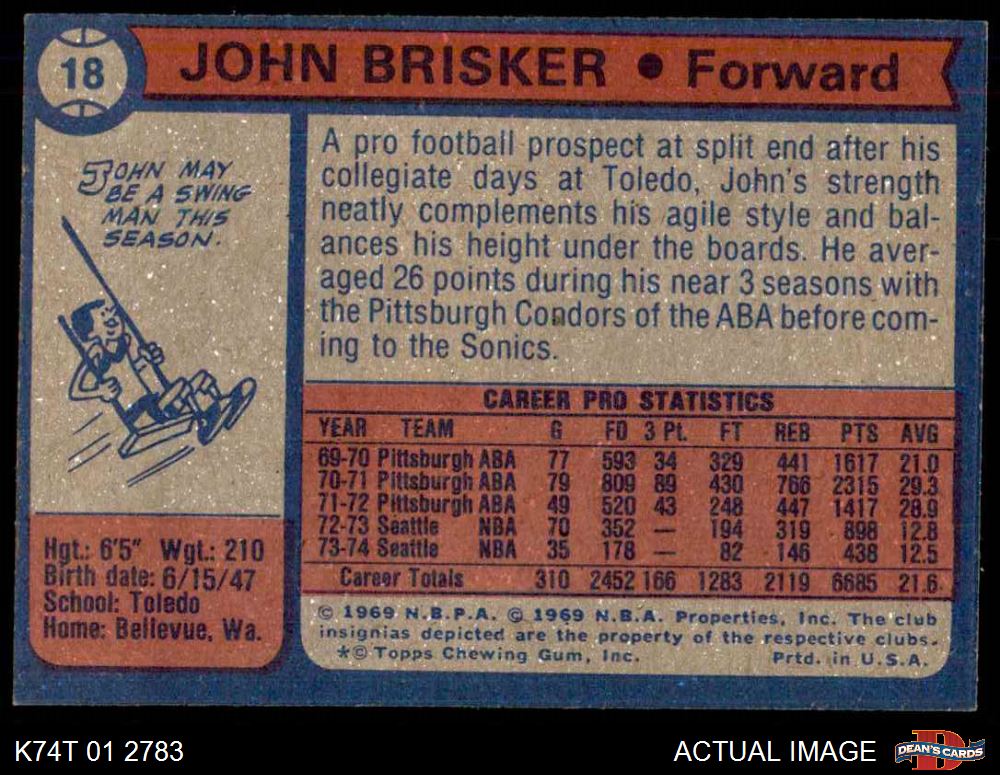 18
JOHN BRISKER • Forward
JOHN MAY
BE A SWING
MAN THIS
SEASON.
A pro football prospect at split end after his
collegiate days at Toledo, John's strength
neatly complements his agile style and bal-
ances his height under the boards. He aver-
aged 26 points during his near 3 seasons with
the Pittsburgh Condors of the ABA before com-
ing to the Sonics.
CAREER PRO STATISTICS
YEAR TEAM G FG 3 Pt. FT REB PTS AVG
69-70 Pittsburgh ABA 77 593 34 329 441 1617 21.0
70-71 Pittsburgh ABA 79 809 89 430 766 2315 29.3
71-72 Pittsburgh ABA 49 520 43 248 447 1417 28.9
72-73 Seattle NBA 70 352 — 194 319 898 12.8
73-74 Seattle NBA 35 178 — 82 146 438 12.5
Career Totals 310 2452 166 1283 2119 6685 21.6
Hgt.: 6'5" Wgt.: 210
Birth date: 6/15/47
School: Toledo
Home: Bellevue, Wa.
© 1969 N.B.P.A. © 1969 N.B.A. Properties, Inc. The club
insignias depicted are the property of the respective clubs.
*© Topps Chewing Gum, Inc. Prtd. in U.S.A.
K74T 01 2783
ACTUAL IMAGE
D
DEAN'S CARDS